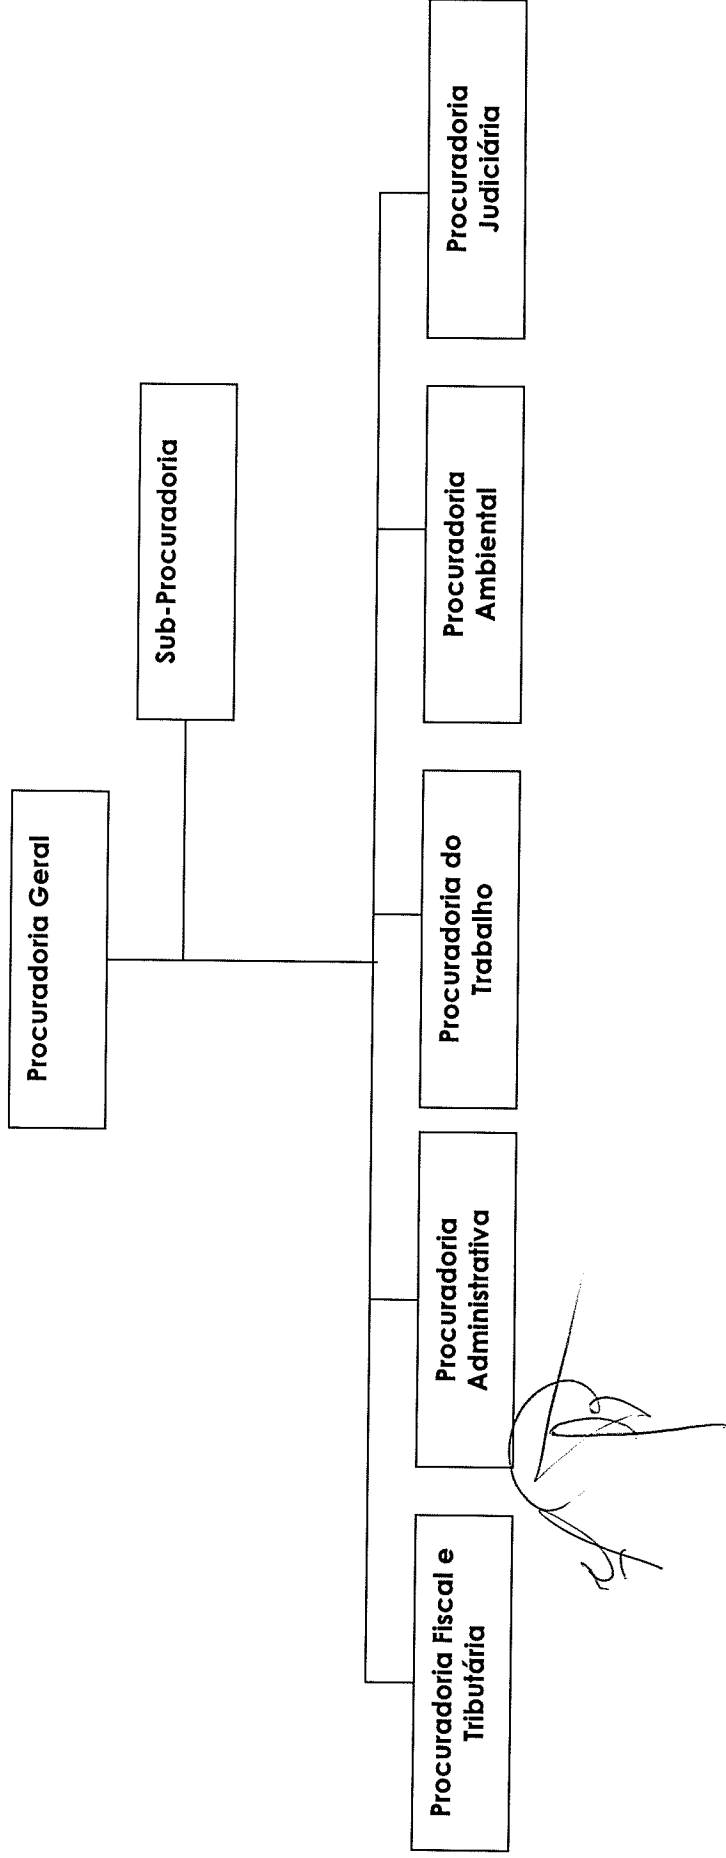 Procuradoria Geral
Sub-Procuradoria
Procuradoria Fiscal e
Tributária
Procuradoria
Administrativa
Procuradoria do
Trabalho
Procuradoria
Ambiental
Procuradoria
Judiciária